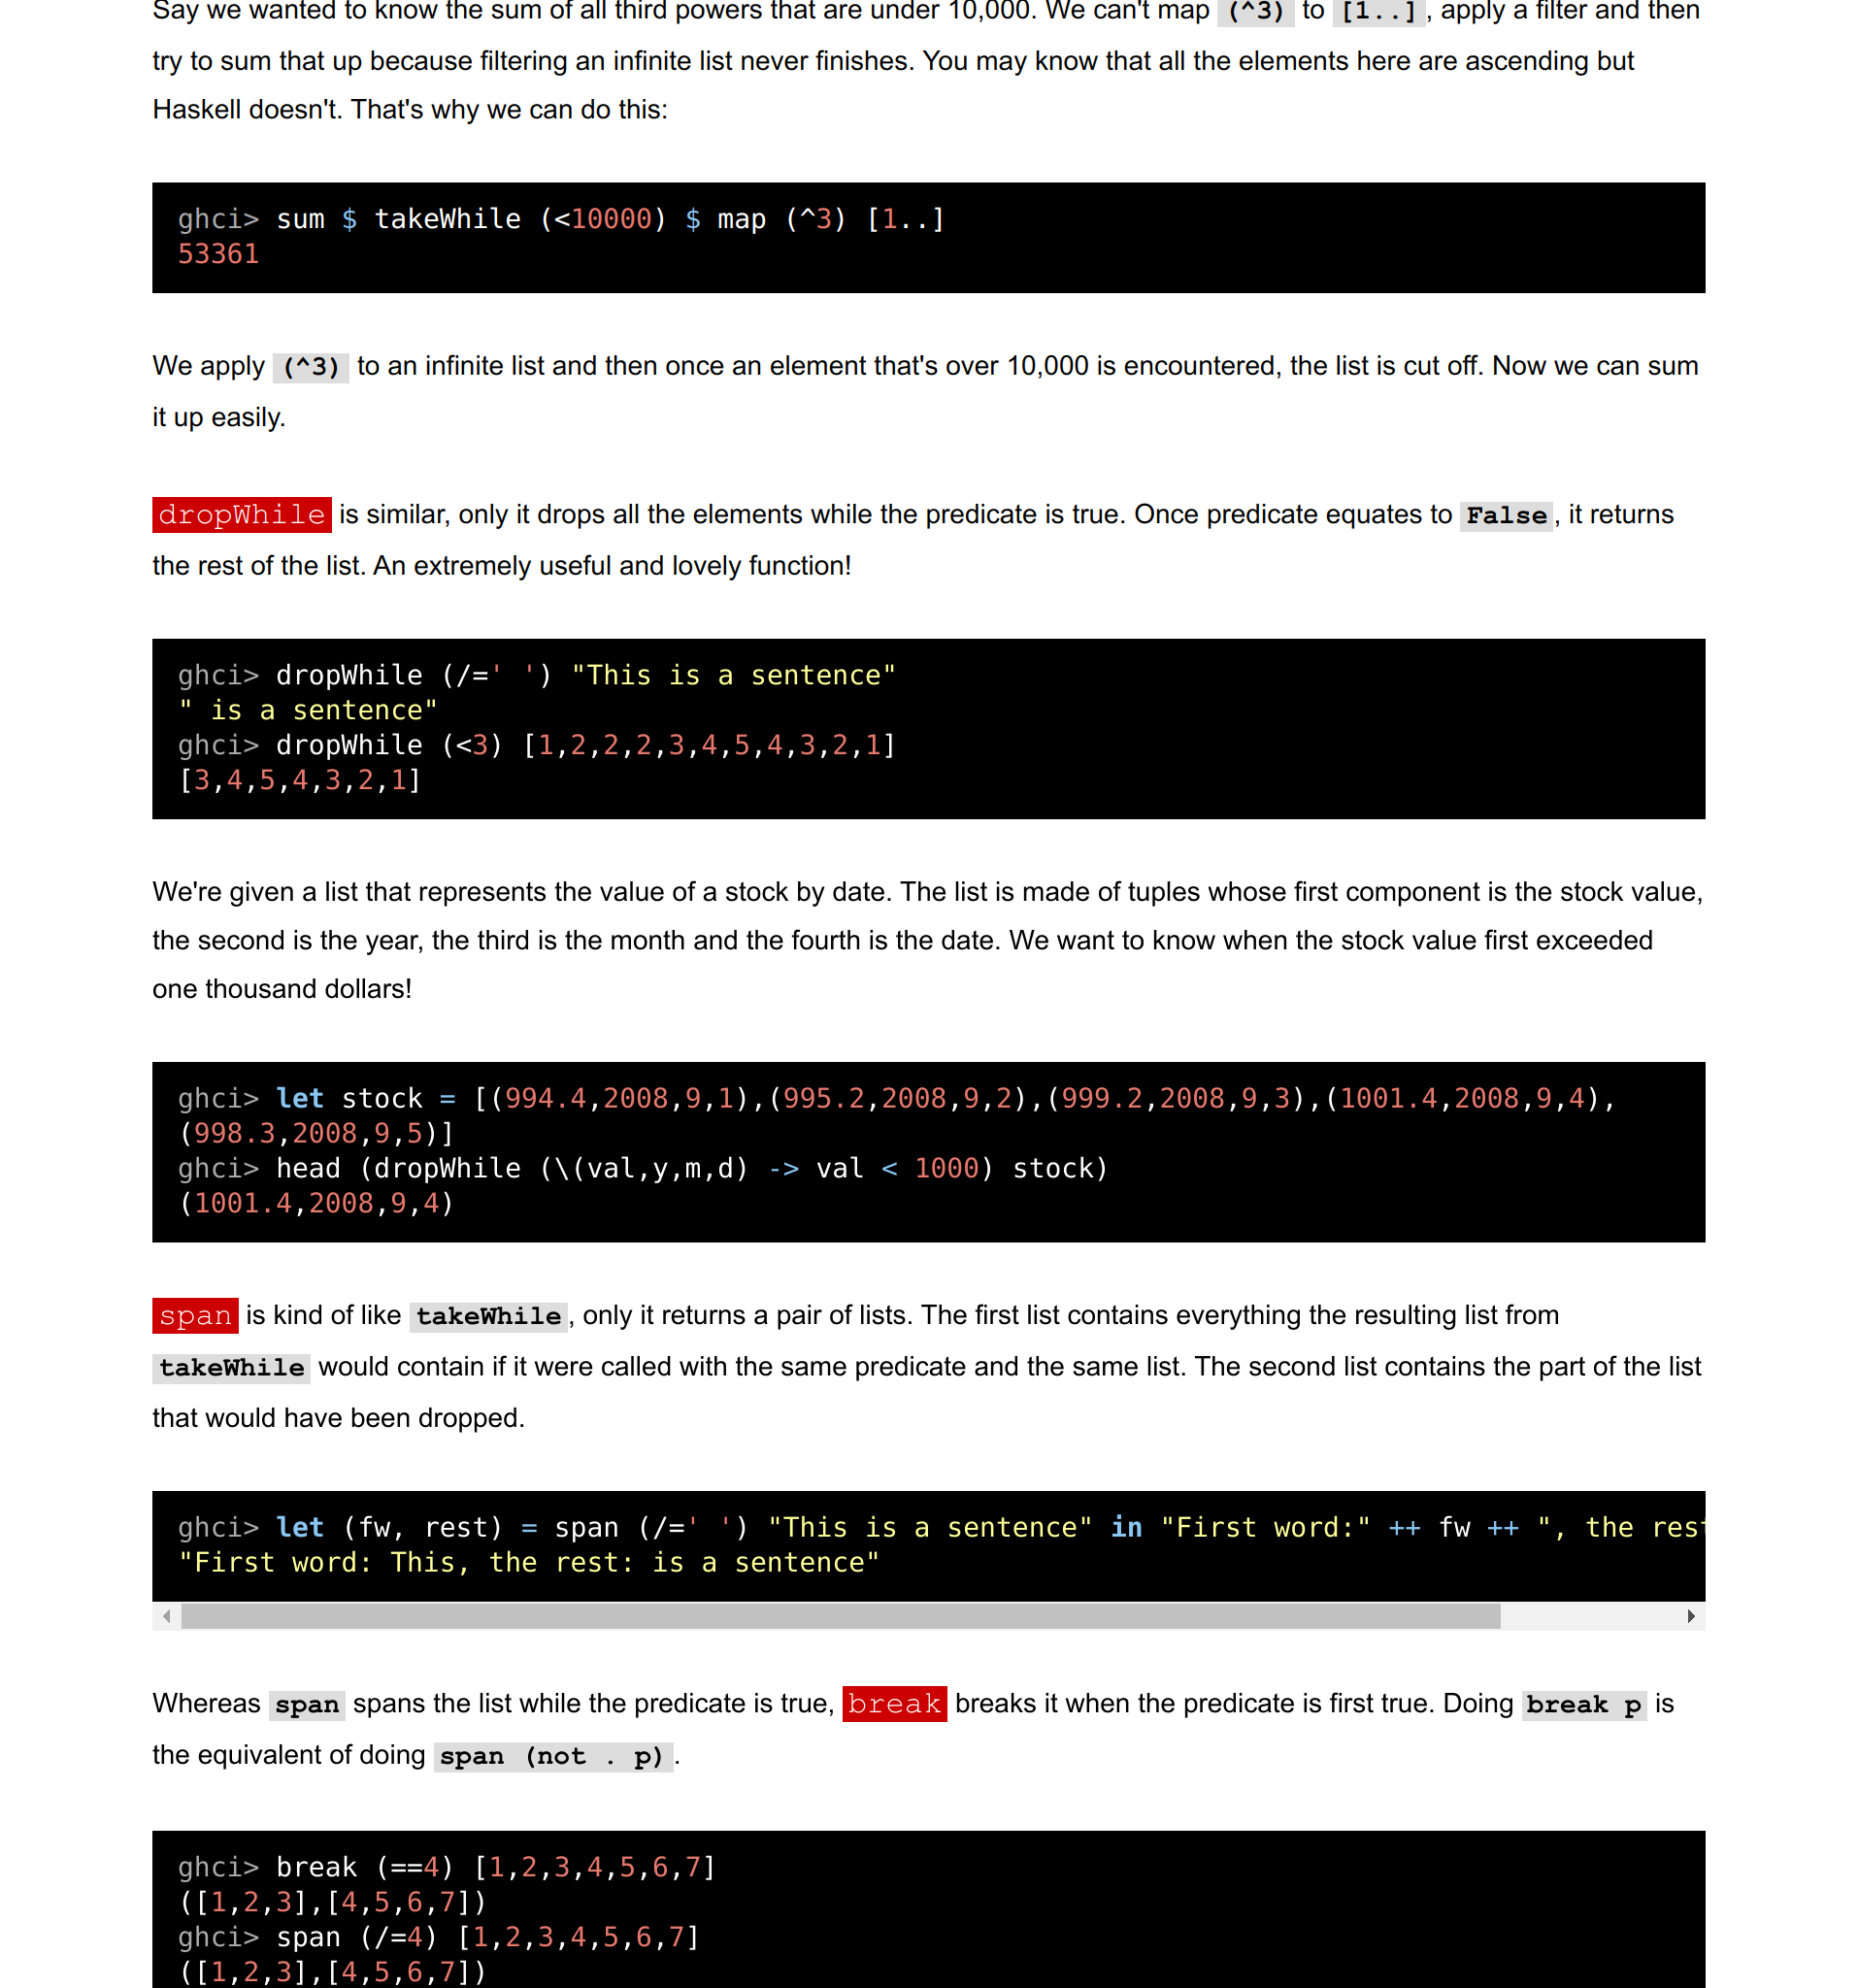 Say we wanted to know the sum of all third powers that are under 10,000. We can't map (^3) to [1..], apply a filter and then
try to sum that up because filtering an infinite list never finishes. You may know that all the elements here are ascending but
Haskell doesn't. That's why we can do this:
ghci> sum $ takeWhile (<10000) $ map (^3) [1..]
53361
We apply (^3) to an infinite list and then once an element that's over 10,000 is encountered, the list is cut off. Now we can sum
it up easily.
dropWhile is similar, only it drops all the elements while the predicate is true. Once predicate equates to False, it returns
the rest of the list. An extremely useful and lovely function!
ghci> dropWhile (/=' ') "This is a sentence"
" is a sentence"
ghci> dropWhile (<3) [1,2,2,2,3,4,5,4,3,2,1]
[3,4,5,4,3,2,1]
We're given a list that represents the value of a stock by date. The list is made of tuples whose first component is the stock value,
the second is the year, the third is the month and the fourth is the date. We want to know when the stock value first exceeded
one thousand dollars!
ghci> let stock = [(994.4,2008,9,1),(995.2,2008,9,2),(999.2,2008,9,3),(1001.4,2008,9,4),
(998.3,2008,9,5)]
ghci> head (dropWhile (\(val,y,m,d) -> val < 1000) stock)
(1001.4,2008,9,4)
span is kind of like takeWhile, only it returns a pair of lists. The first list contains everything the resulting list from
takeWhile would contain if it were called with the same predicate and the same list. The second list contains the part of the list
that would have been dropped.
ghci> let (fw, rest) = span (/=' ') "This is a sentence" in "First word:" ++ fw ++ ", the res
"First word: This, the rest: is a sentence"
Whereas span spans the list while the predicate is true, break breaks it when the predicate is first true. Doing break p is
the equivalent of doing span (not . p).
ghci> break (==4) [1,2,3,4,5,6,7]
([1,2,3],[4,5,6,7])
ghci> span (/=4) [1,2,3,4,5,6,7]
([1,2,3],[4,5,6,7])